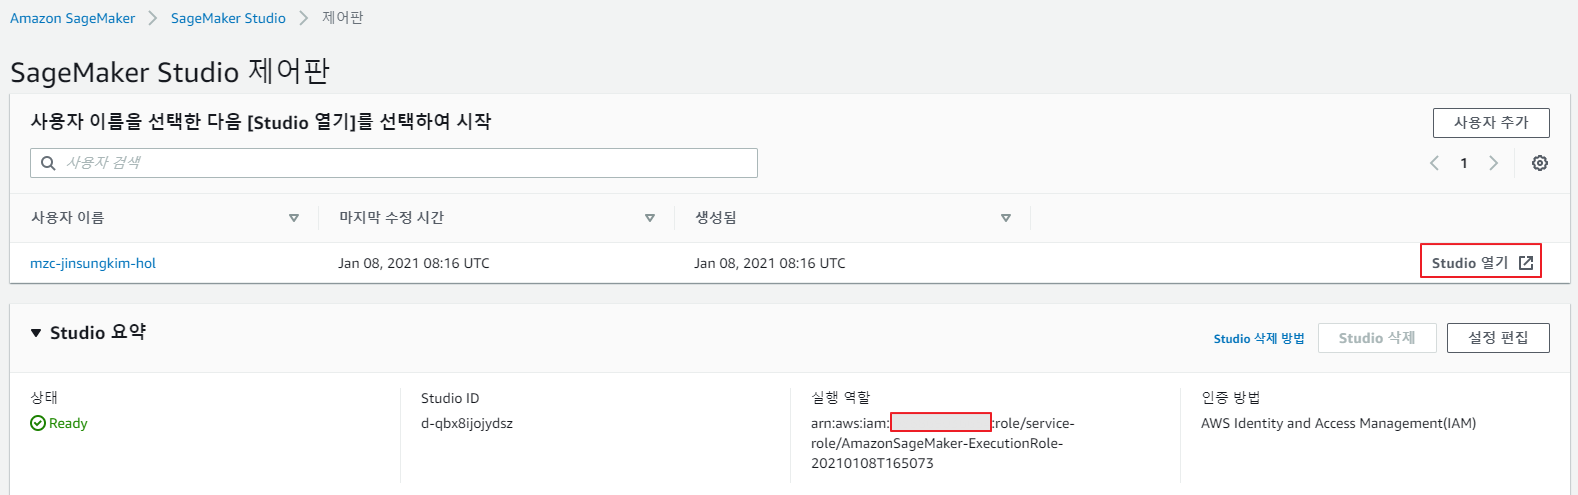 Amazon SageMaker > SageMaker Studio > 제어판
SageMaker Studio 제어판
사용자 이름을 선택한 다음 [Studio 열기]를 선택하여 시작
사용자 추가
사용자 검색
1
사용자 이름 마지막 수정 시간 생성됨
mzc-jinsungkim-hol Jan 08, 2021 08:16 UTC Jan 08, 2021 08:16 UTC Studio 열기
Studio 요약
Studio 삭제 방법 Studio 삭제 설정 편집
상태
Ready
Studio ID
d-qbx8ijojydsz
실행 역할
arn:aws:iam: :role/service-
role/AmazonSageMaker-ExecutionRole-
20210108T165073
인증 방법
AWS Identity and Access Management(IAM)